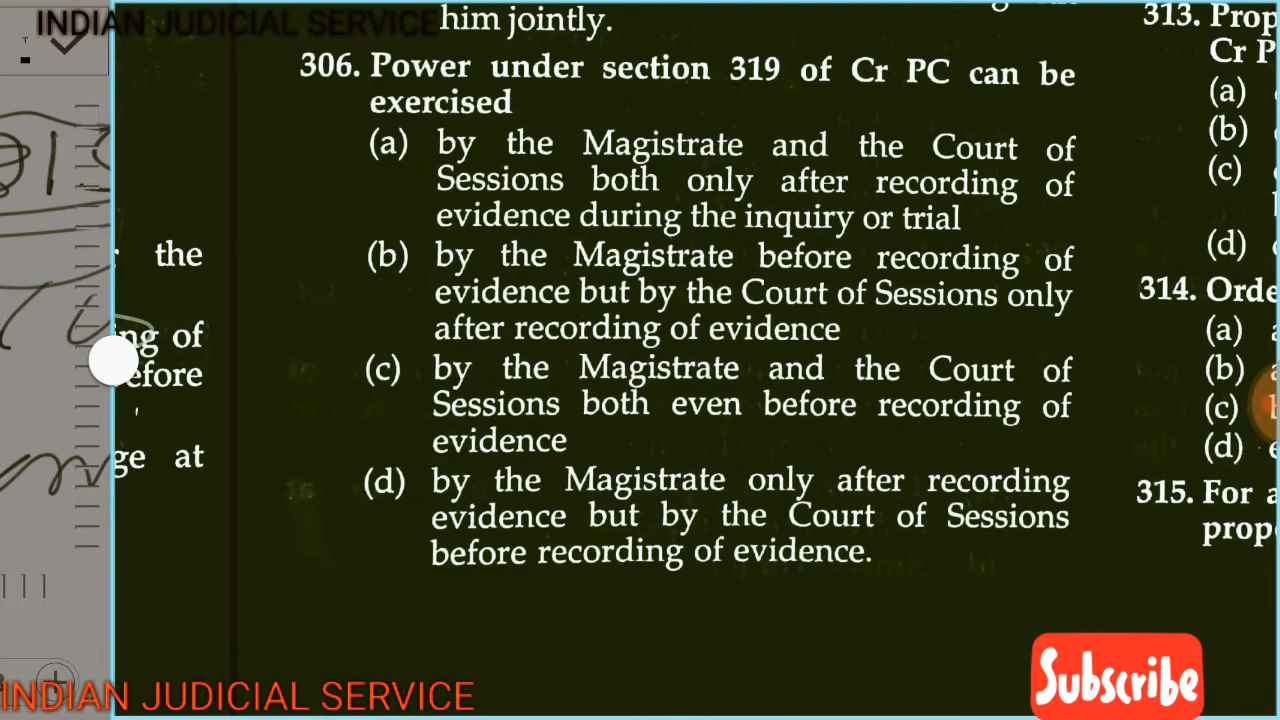 INDIAN JUDICIAL SERVICE
him jointly.
306. Power under section 319 of Cr PC can be
exercised
(a) by the Magistrate and the Court of
Sessions both only after recording of
evidence during the inquiry or trial
(b) by the Magistrate before recording of
evidence but by the Court of Sessions only
after recording of evidence
(c) by the Magistrate and the Court of
Sessions both even before recording of
evidence
(d) by the Magistrate only after recording
evidence but by the Court of Sessions
before recording of evidence.
the
ng of
efore
ge at
313. Prop
Cr P
(a)
(b)
(c)
(d)
314. Orde
(a) a
(b) a
(c)
(d)
315. For a
prop
Subscribe
INDIAN JUDICIAL SERVICE